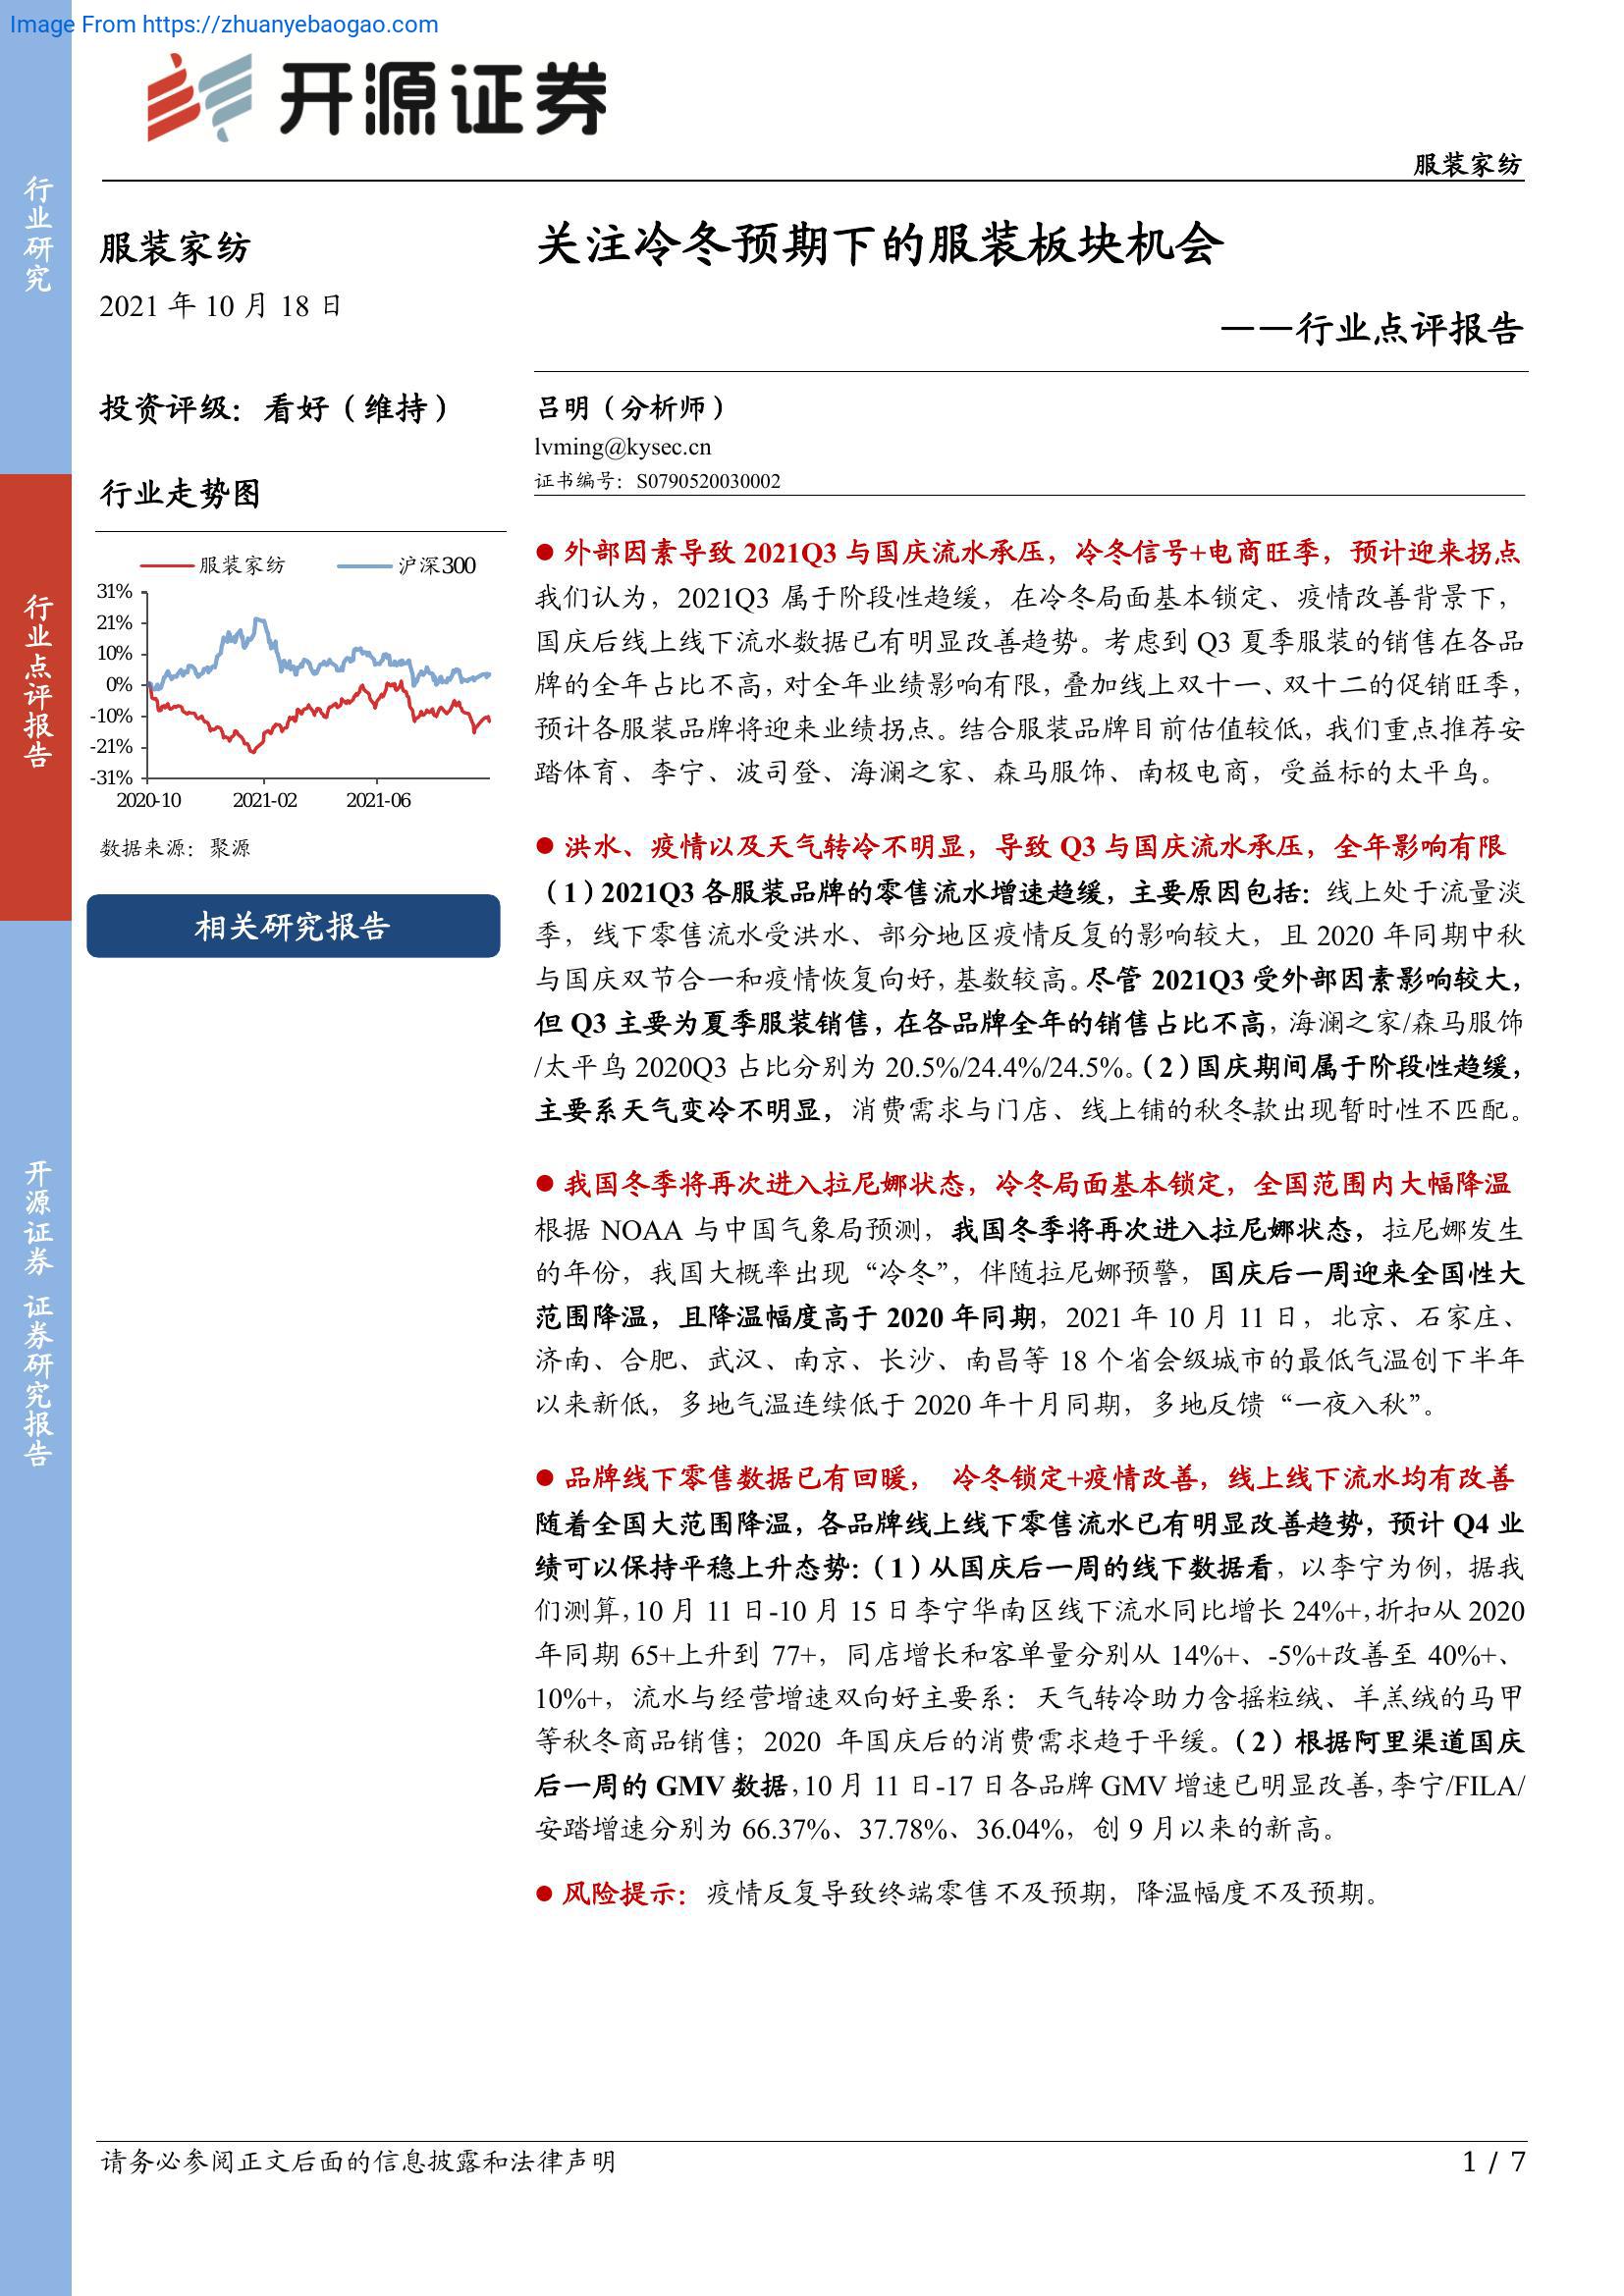 Image From https://zhuanyebaogao.com
开源证券
服装家纺
行业研究
行业点评报告
开源证券 证券研究报告
服装家纺
2021 年 10 月 18 日
投资评级：看好（维持）
行业走势图
服装家纺 沪深300
31%
21%
10%
0%
-10%
-21%
-31%
2020-10 2021-02 2021-06
数据来源：聚源
相关研究报告
关注冷冬预期下的服装板块机会
——行业点评报告
吕明（分析师）
lvming@kysec.cn
证书编号：S0790520030002
● 外部因素导致 2021Q3 与国庆流水承压，冷冬信号+电商旺季，预计迎来拐点
我们认为，2021Q3 属于阶段性趋缓，在冷冬局面基本锁定、疫情改善背景下，
国庆后线上线下流水数据已有明显改善趋势。考虑到 Q3 夏季服装的销售在各品
牌的全年占比不高，对全年业绩影响有限，叠加线上双十一、双十二的促销旺季，
预计各服装品牌将迎来业绩拐点。结合服装品牌目前估值较低，我们重点推荐安
踏体育、李宁、波司登、海澜之家、森马服饰、南极电商，受益标的太平鸟。
● 洪水、疫情以及天气转冷不明显，导致 Q3 与国庆流水承压，全年影响有限
（1）2021Q3 各服装品牌的零售流水增速趋缓，主要原因包括：线上处于流量淡
季，线下零售流水受洪水、部分地区疫情反复的影响较大，且 2020 年同期中秋
与国庆双节合一和疫情恢复向好，基数较高。尽管 2021Q3 受外部因素影响较大，
但 Q3 主要为夏季服装销售，在各品牌全年的销售占比不高，海澜之家/森马服饰
/太平鸟 2020Q3 占比分别为 20.5%/24.4%/24.5%。（2）国庆期间属于阶段性趋缓，
主要系天气变冷不明显，消费需求与门店、线上铺的秋冬款出现暂时性不匹配。
● 我国冬季将再次进入拉尼娜状态，冷冬局面基本锁定，全国范围内大幅降温
根据 NOAA 与中国气象局预测，我国冬季将再次进入拉尼娜状态，拉尼娜发生
的年份，我国大概率出现“冷冬”，伴随拉尼娜预警，国庆后一周迎来全国性大
范围降温，且降温幅度高于 2020 年同期，2021 年 10 月 11 日，北京、石家庄、
济南、合肥、武汉、南京、长沙、南昌等 18 个省会级城市的最低气温创下半年
以来新低，多地气温连续低于 2020 年十月同期，多地反馈“一夜入秋”。
● 品牌线下零售数据已有回暖， 冷冬锁定+疫情改善，线上线下流水均有改善
随着全国大范围降温，各品牌线上线下零售流水已有明显改善趋势，预计 Q4 业
绩可以保持平稳上升态势：（1）从国庆后一周的线下数据看，以李宁为例，据我
们测算，10 月 11 日-10 月 15 日李宁华南区线下流水同比增长 24%+，折扣从 2020
年同期 65+上升到 77+，同店增长和客单量分别从 14%+、-5%+改善至 40%+、
10%+，流水与经营增速双向好主要系：天气转冷助力含摇粒绒、羊羔绒的马甲
等秋冬商品销售；2020 年国庆后的消费需求趋于平缓。（2）根据阿里渠道国庆
后一周的 GMV 数据，10 月 11 日-17 日各品牌 GMV 增速已明显改善，李宁/FILA/
安踏增速分别为 66.37%、37.78%、36.04%，创 9 月以来的新高。
● 风险提示：疫情反复导致终端零售不及预期，降温幅度不及预期。
请务必参阅正文后面的信息披露和法律声明
1 / 7